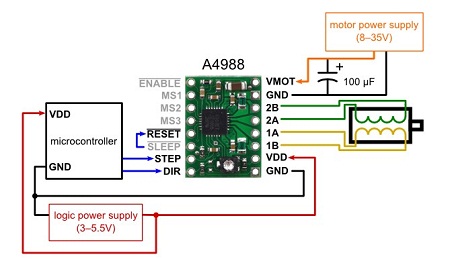 motor power supply
(8–35V)
A4988
ENABLE
MS1
MS2
MS3
RESET
SLEEP
STEP
DIR
VMOT
GND
2B
2A
1A
1B
VDD
GND
+
100 µF
VDD
microcontroller
GND
logic power supply
(3–5.5V)